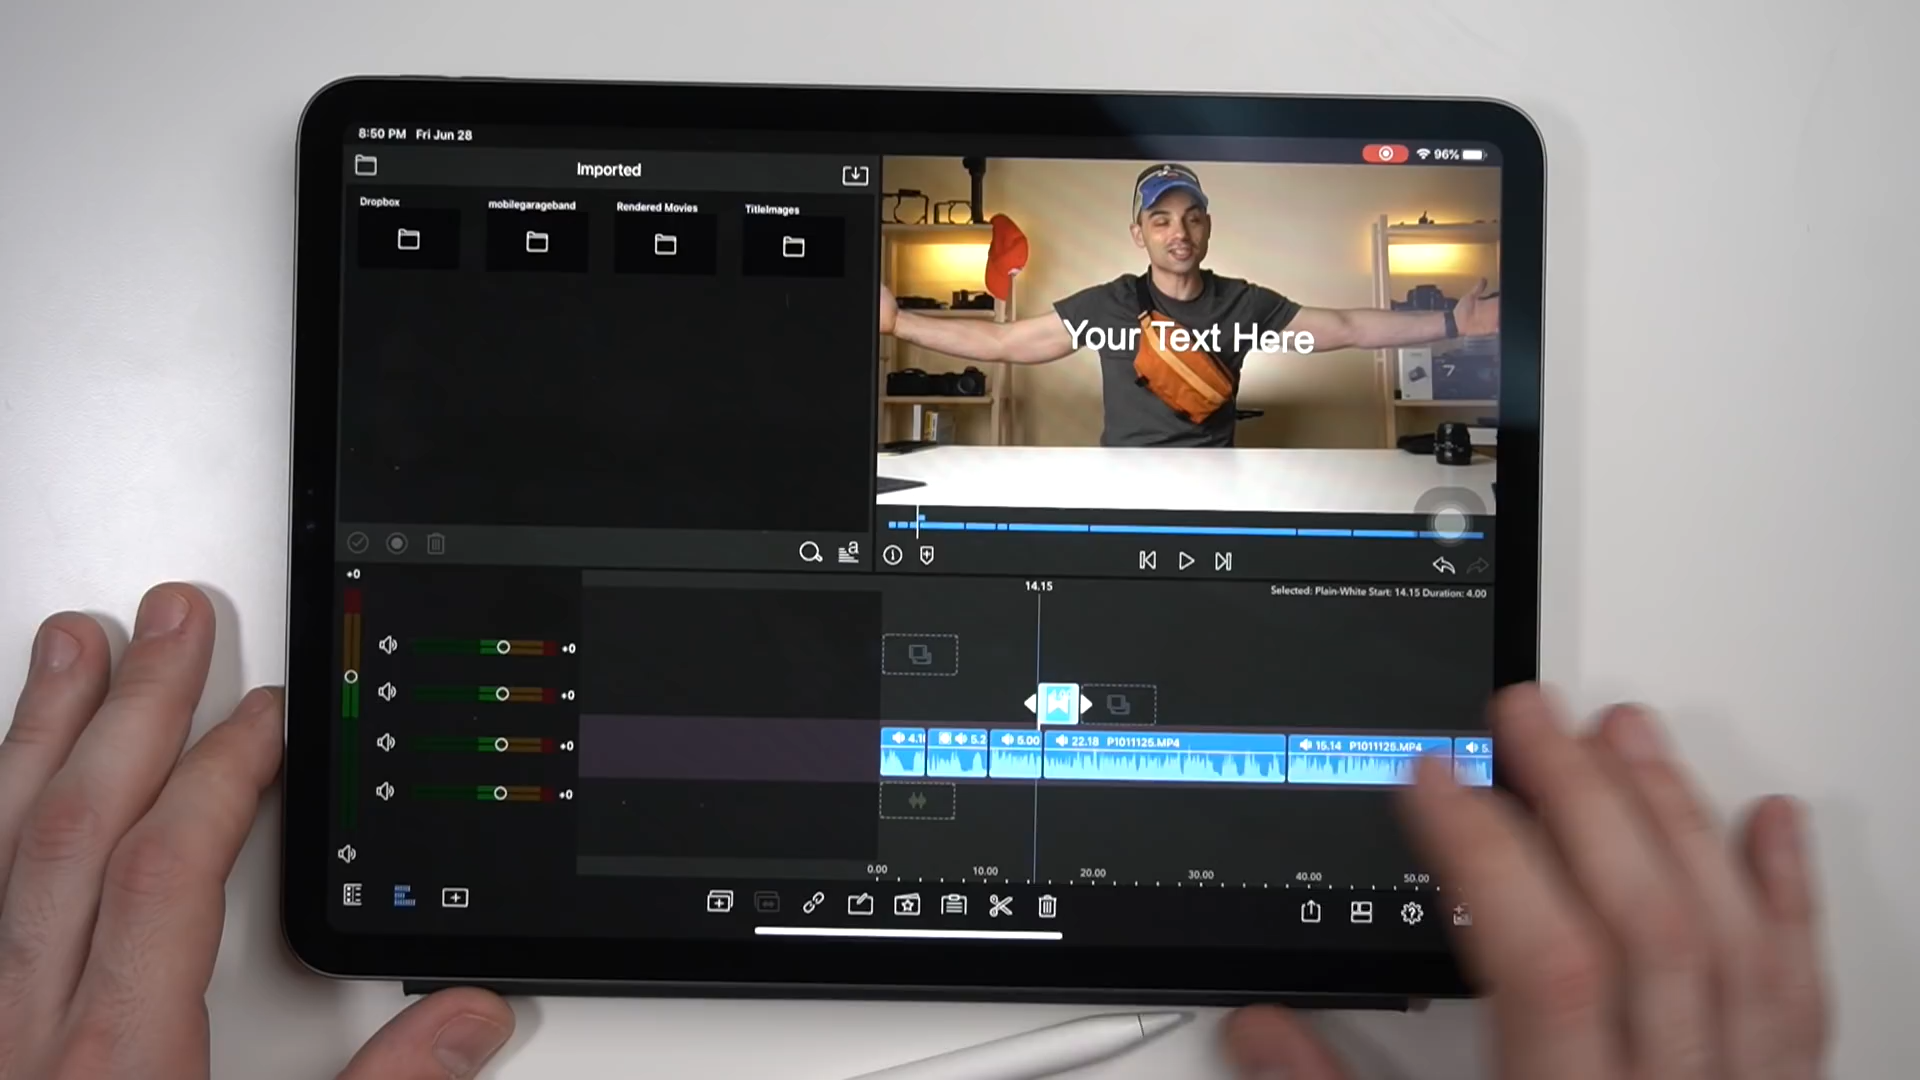 8:50 PM Fri Jun 28
96%
Imported
Dropbox
mobilegarageband
Rendered Movies
TitleImages
Your Text Here
7
+0
14.15
Selected: Plain-White Start: 14.15 Duration: 4.00
+0
+0
+0
+0
5.2
5.00
22.18 P1011125.MP4
15.14 P1011125.MP4
5.
0.00
10.00
20.00
30.00
40.00
50.00